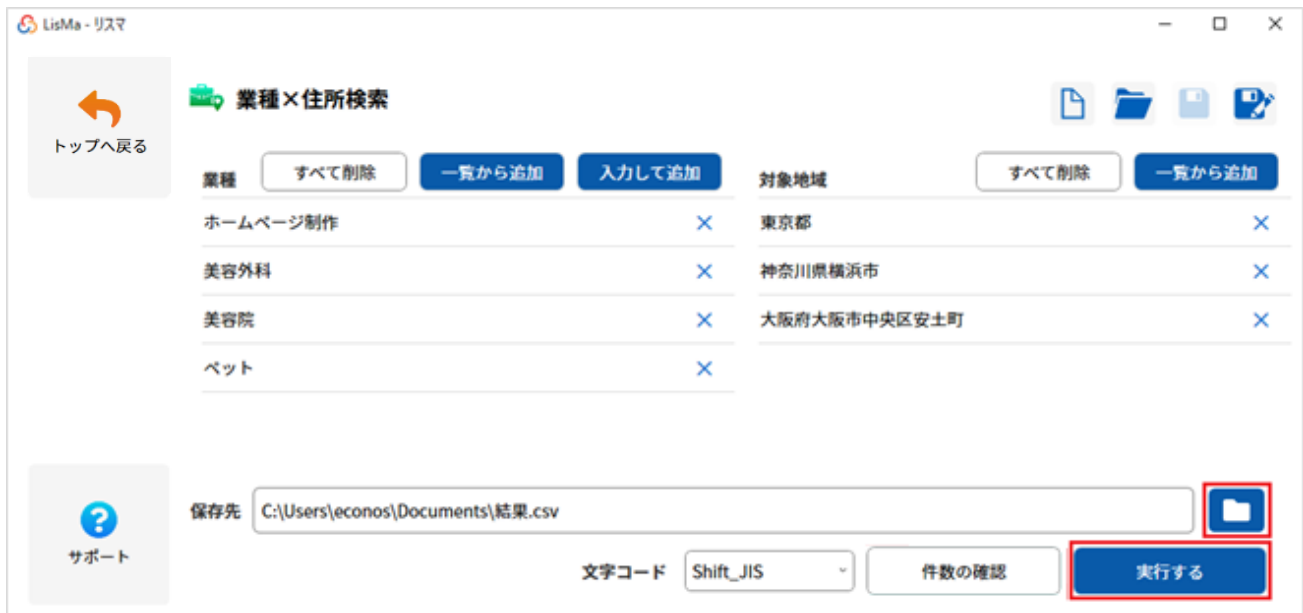 LisMa - リスマ
トップへ戻る
業種×住所検索
業種 すべて削除 一覧から追加 入力して追加
対象地域 すべて削除 一覧から追加
ホームページ制作
東京都
美容外科
神奈川県横浜市
美容院
大阪府大阪市中央区安土町
ペット
保存先 C:\Users\econos\Documents\結果.csv
サポート
文字コード Shift_JIS 件数の確認 実行する